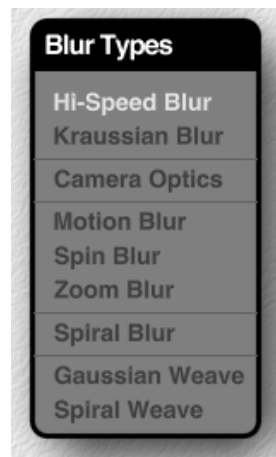 Blur Types
Hi-Speed Blur
Kraussian Blur
Camera Optics
Motion Blur
Spin Blur
Zoom Blur
Spiral Blur
Gaussian Weave
Spiral Weave